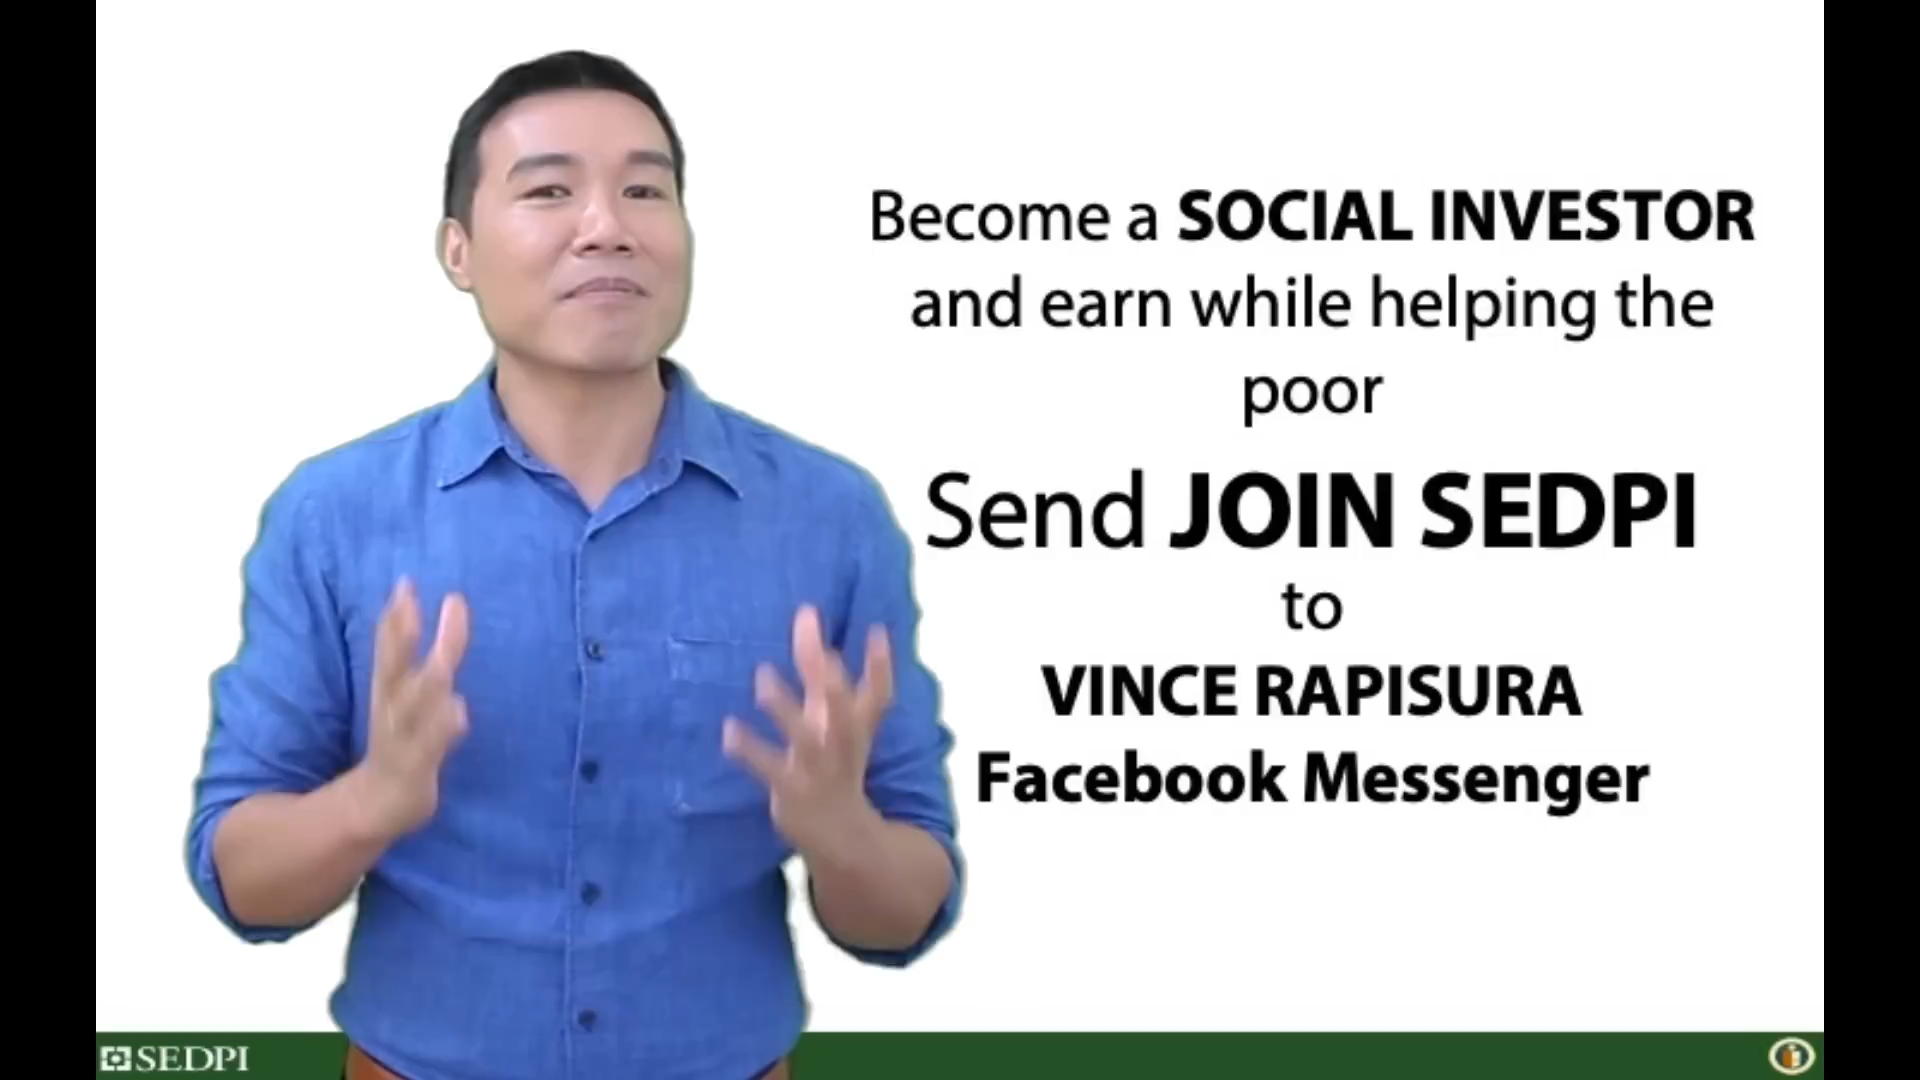 Become a SOCIAL INVESTOR
and earn while helping the
poor
Send JOIN SEDPI
to
VINCE RAPISURA
Facebook Messenger
SEDPI